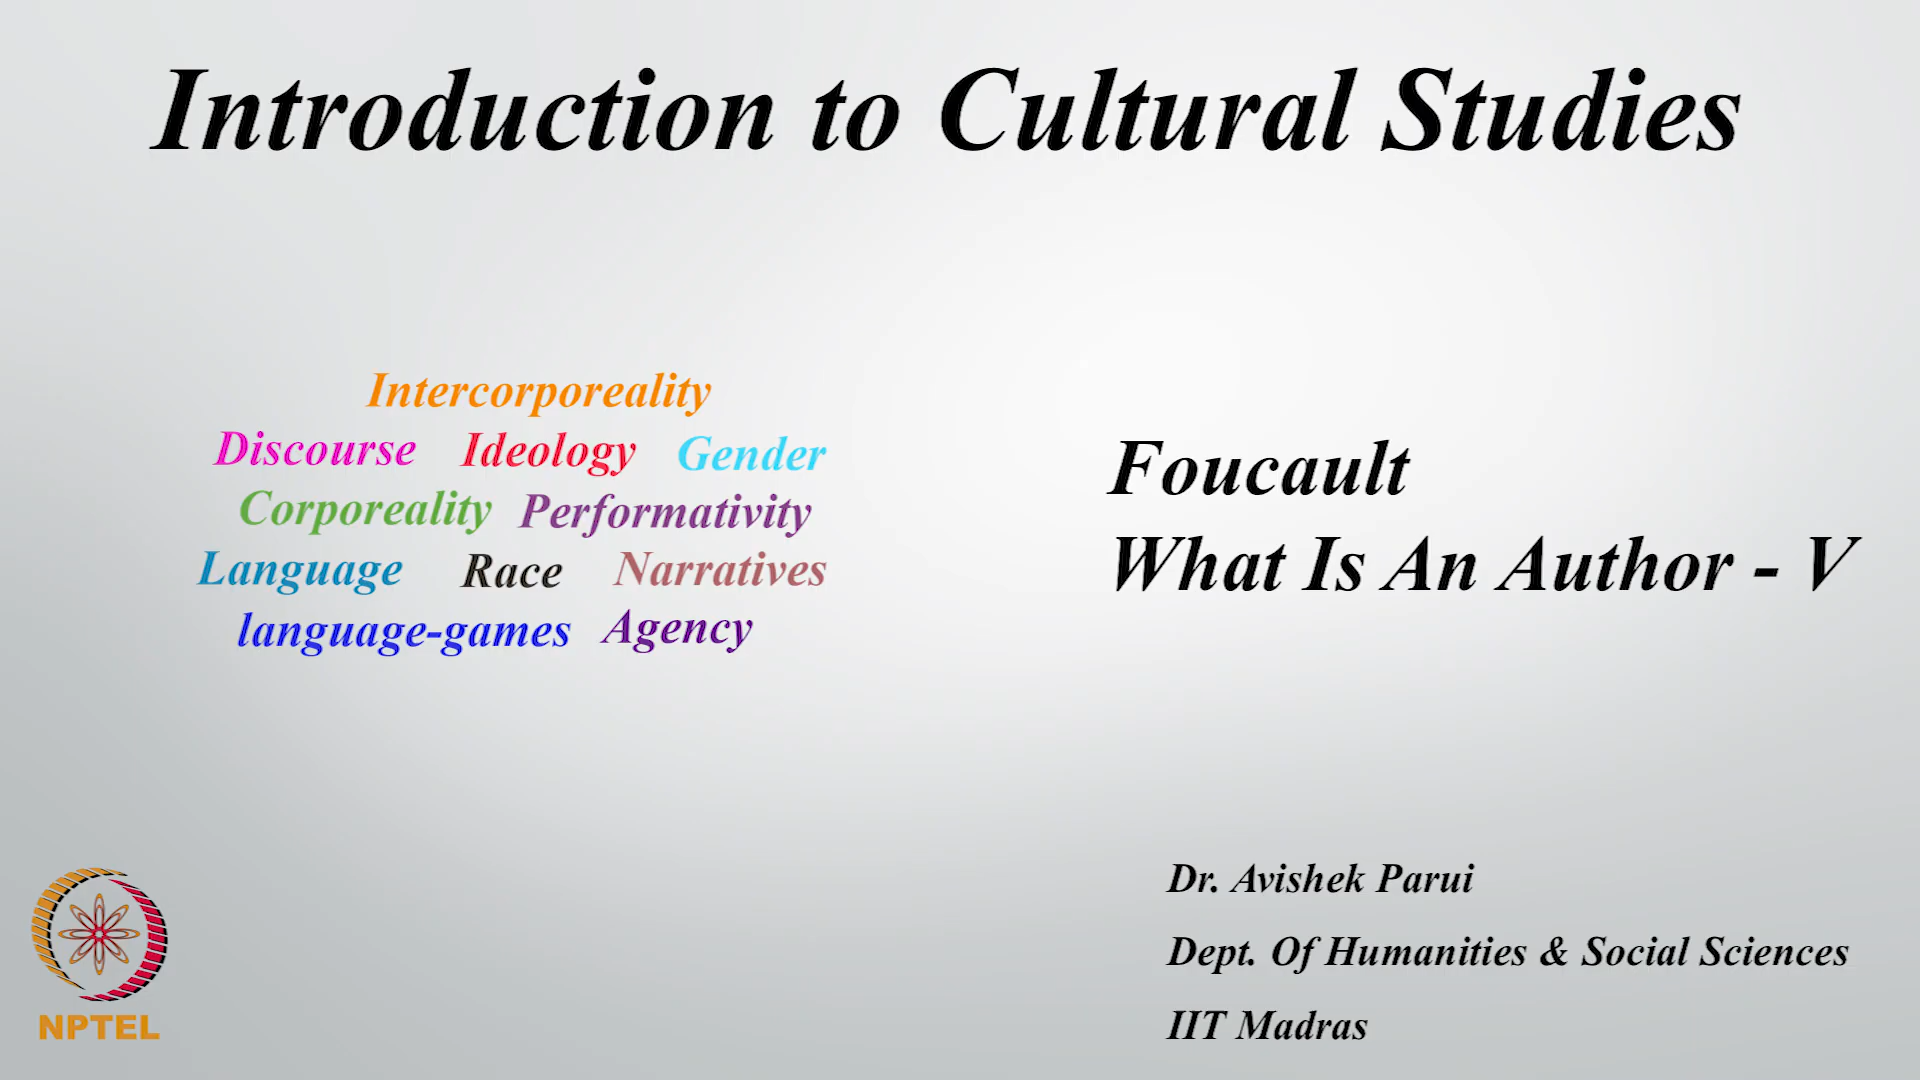 Introduction to Cultural Studies
Intercorporeality
Discourse Ideology Gender
Corporeality Performativity
Language Race Narratives
language-games Agency
Foucault
What Is An Author - V
Dr. Avishek Parui
Dept. Of Humanities & Social Sciences
IIT Madras
NPTEL